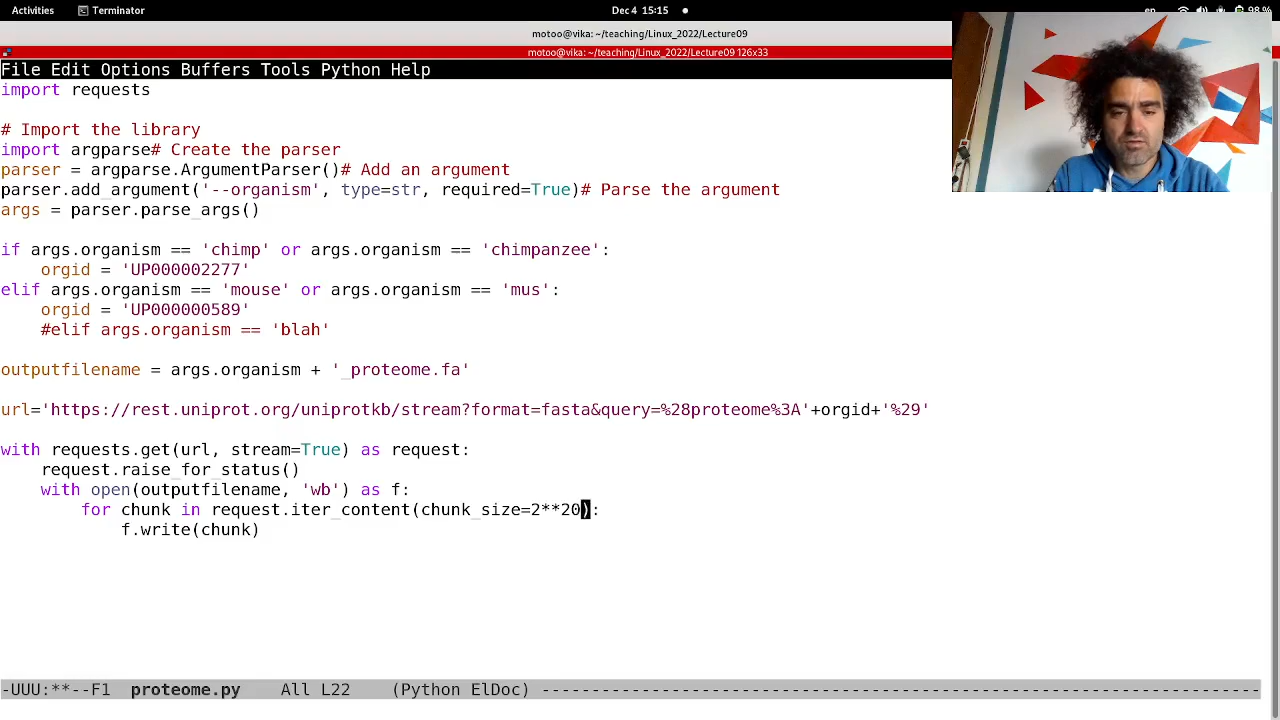 Activities Terminator Dec 4 15:15 en 98 %
motoo@vika: ~/teaching/Linux_2022/Lecture09
motoo@vika: ~/teaching/Linux_2022/Lecture09 126x33
File Edit Options Buffers Tools Python Help
import requests
# Import the library
import argparse# Create the parser
parser = argparse.ArgumentParser()# Add an argument
parser.add_argument('--organism', type=str, required=True)# Parse the argument
args = parser.parse_args()
if args.organism == 'chimp' or args.organism == 'chimpanzee':
    orgid = 'UP000002277'
elif args.organism == 'mouse' or args.organism == 'mus':
    orgid = 'UP000000589'
    #elif args.organism == 'blah'
outputfilename = args.organism + '_proteome.fa'
url='https://rest.uniprot.org/uniprotkb/stream?format=fasta&query=%28proteome%3A'+orgid+'%29'
with requests.get(url, stream=True) as request:
    request.raise_for_status()
    with open(outputfilename, 'wb') as f:
        for chunk in request.iter_content(chunk_size=2**20):
            f.write(chunk)
-UUU:**--F1  proteome.py    All L22    (Python ElDoc) ------------------------------------------------------------------------